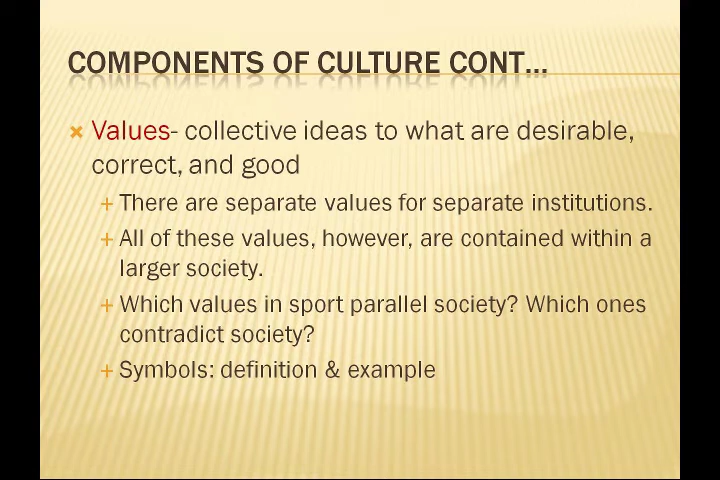 COMPONENTS OF CULTURE CONT...
Values- collective ideas to what are desirable,
correct, and good
There are separate values for separate institutions.
All of these values, however, are contained within a
larger society.
Which values in sport parallel society? Which ones
contradict society?
Symbols: definition & example